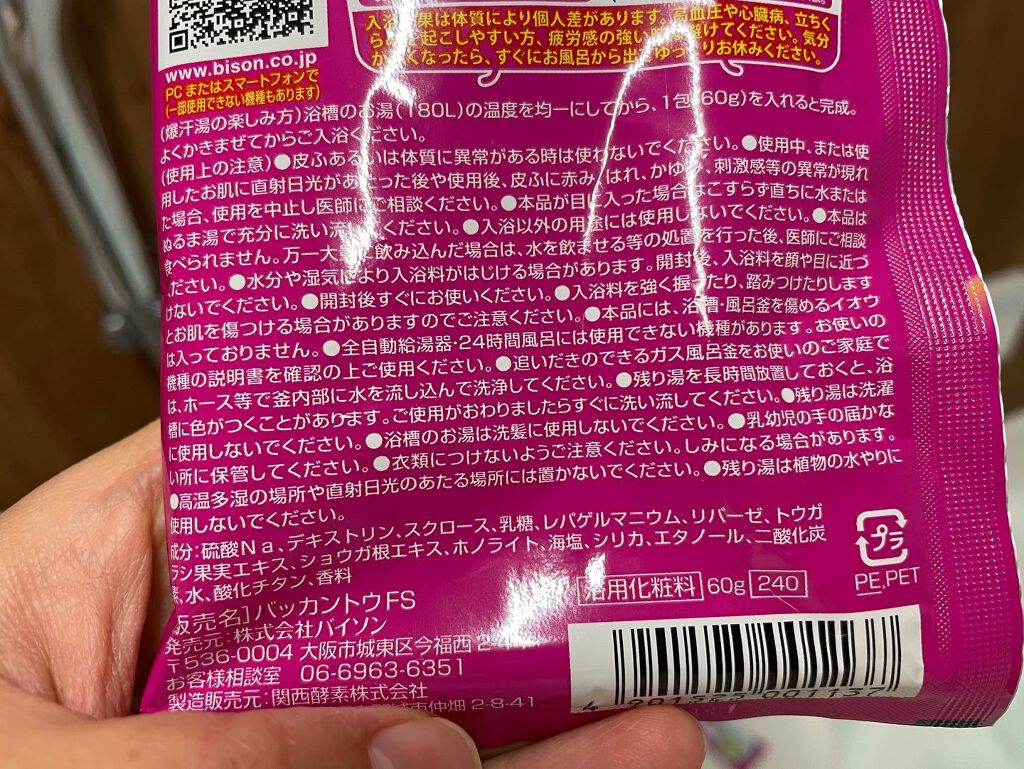 入浴効果は体質により個人差があります。高血圧や心臓病、立ちく
起こしやすい方、疲労感の強い 避けてください。気分
なったら、すぐにお風呂から出 ゆっくりお休みください。
www.bison.co.jp
PCまたはスマートフォンで
(一部使用できない機種もあります)
(爆汗湯の楽しみ方)浴槽のお湯(180L)の温度を均一にしてから、1包(60g)を入れると完成。
よくかきまぜてからご入浴ください。
(使用上の注意)●皮ふあるいは体質に異常がある時は使わないでください。●使用中、または使
用したお肌に直射日光があたった後や使用後、皮ふに赤み、はれ、かゆみ、刺激感等の異常が現れ
た場合、使用を中止し医師にご相談ください。●本品が目に入った場合はこすらず直ちに水または
ぬるま湯で充分に洗い流してください。●入浴以外の用途には使用しないでください。●本品は
食べられません。万一大量に飲み込んだ場合は、水を飲ませる等の処置を行った後、医師にご相談
ください。●水分や湿気により入浴料がはじける場合があります。開封後、入浴料を顔や目に近づ
けないでください。●開封後すぐにお使いください。●入浴料を強く握ったり、踏みつけたりします
とお肌を傷つける場合がありますのでご注意ください。●本品には、浴槽・風呂釜を傷めるイオウ
は入っておりません。●全自動給湯器・24時間風呂には使用できない機種があります。お使いの
機種の説明書を確認の上ご使用ください。●追いだきのできるガス風呂釜をお使いのご家庭で
は、ホース等で釜内部に水を流し込んで洗浄してください。●残り湯を長時間放置しておくと、浴
槽に色がつくことがあります。ご使用がおわりましたらすぐに洗い流してください。●残り湯は洗濯
に使用しないでください。●浴槽のお湯は洗髪に使用しないでください。●乳幼児の手の届かな
い所に保管してください。●衣類につけないようご注意ください。しみになる場合があります。
●高温多湿の場所や直射日光のあたる場所には置かないでください。●残り湯は植物の水やりに
使用しないでください。
成分:硫酸Na、デキストリン、スクロース、乳糖、レパゲルマニウム、リパーゼ、トウガ
ラシ果実エキス、ショウガ根エキス、ホノライト、海塩、シリカ、エタノール、二酸化炭
素、水、酸化チタン、香料
浴用化粧料 60g 240
プラ
PE,PET
[販売名]バッカントウFS
発売元:株式会社バイソン
〒536-0004 大阪市城東区今福西
お客様相談室 06-6963-6351
製造販売元:関西酵素株式会社
市仲畑 2-8-41
4 901525 001137